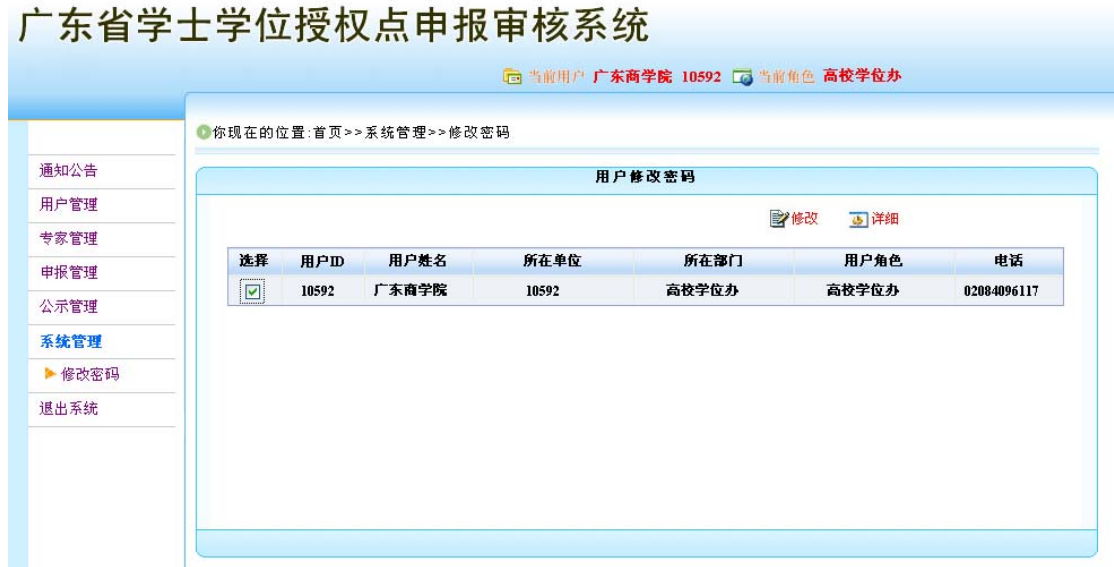 广东省学士学位授权点申报审核系统
当前用户 广东商学院 10592 当前角色 高校学位办
你现在的位置:首页>>系统管理>>修改密码
通知公告
用户管理
专家管理
申报管理
公示管理
系统管理
修改密码
退出系统
用户修改密码
修改 详细
选择 用户ID 用户姓名 所在单位 所在部门 用户角色 电话
10592 广东商学院 10592 高校学位办 高校学位办 02084096117